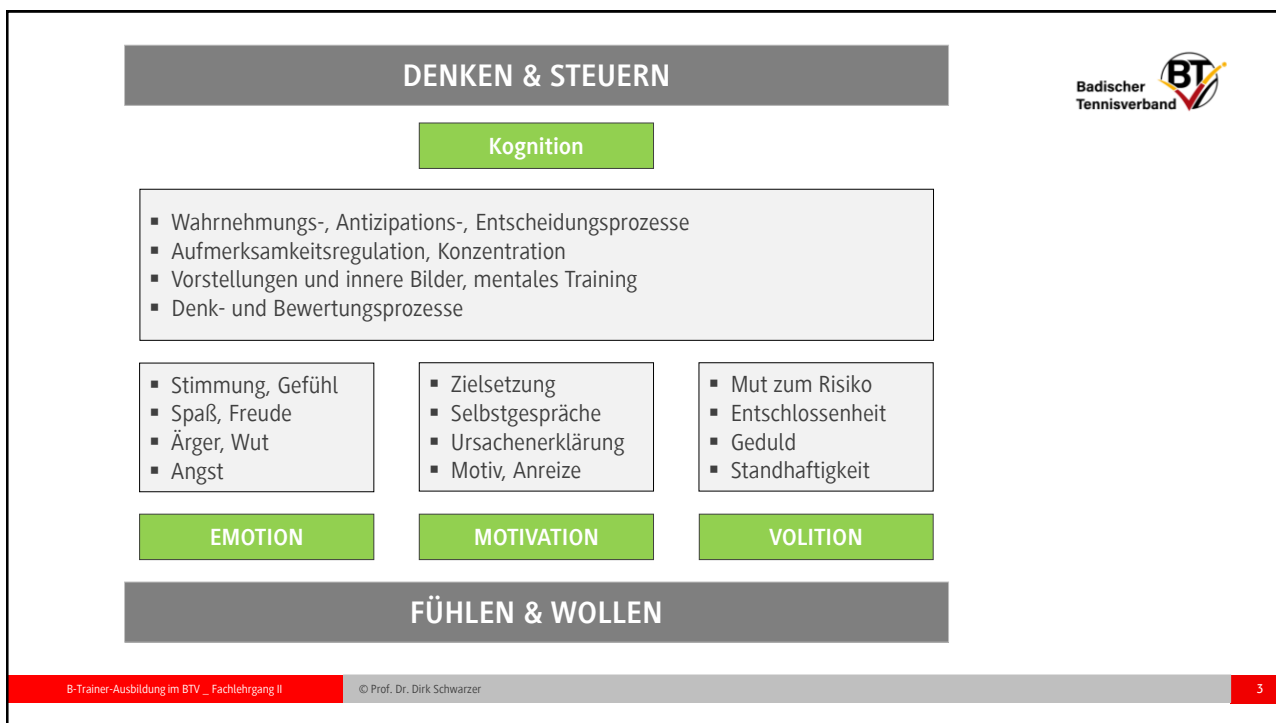 DENKEN & STEUERN
Badischer
Tennisverband
BTV
Kognition
▪ Wahrnehmungs-, Antizipations-, Entscheidungsprozesse
▪ Aufmerksamkeitsregulation, Konzentration
▪ Vorstellungen und innere Bilder, mentales Training
▪ Denk- und Bewertungsprozesse
▪ Stimmung, Gefühl
▪ Spaß, Freude
▪ Ärger, Wut
▪ Angst
▪ Zielsetzung
▪ Selbstgespräche
▪ Ursachenerklärung
▪ Motiv, Anreize
▪ Mut zum Risiko
▪ Entschlossenheit
▪ Geduld
▪ Standhaftigkeit
EMOTION
MOTIVATION
VOLITION
FÜHLEN & WOLLEN
B-Trainer-Ausbildung im BTV _ Fachlehrgang II
© Prof. Dr. Dirk Schwarzer
3